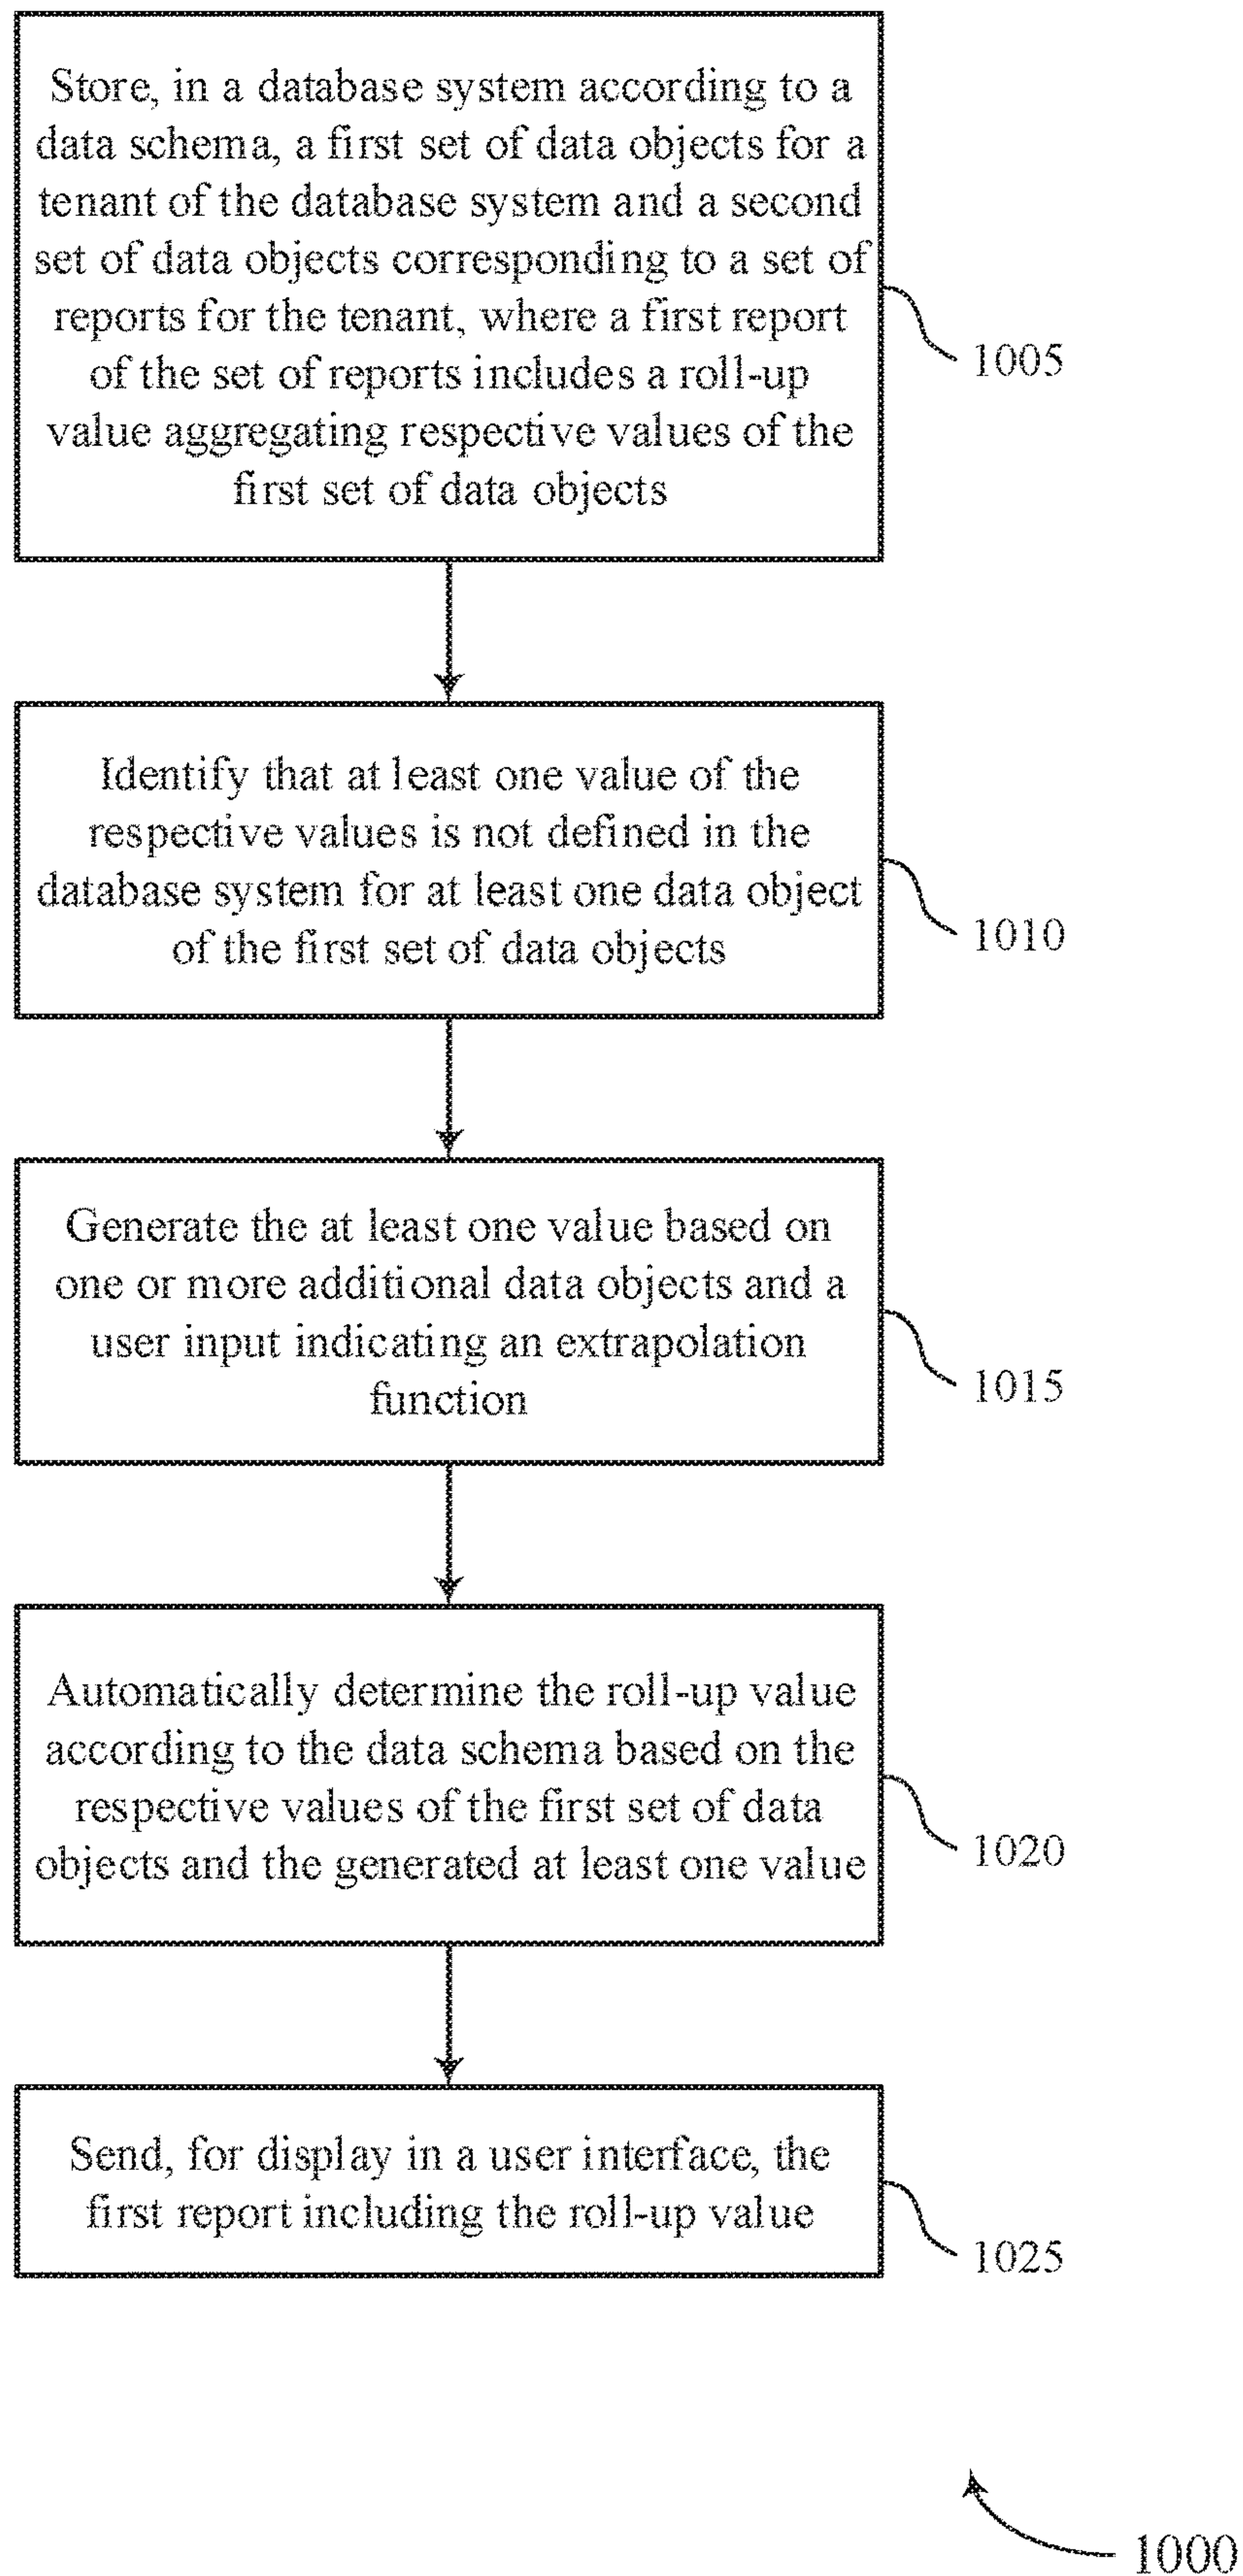 Store, in a database system according to a
data schema, a first set of data objects for a
tenant of the database system and a second
set of data objects corresponding to a set of
reports for the tenant, where a first report
of the set of reports includes a roll-up
value aggregating respective values of the
first set of data objects
1005
Identify that at least one value of the
respective values is not defined in the
database system for at least one data object
of the first set of data objects
1010
Generate the at least one value based on
one or more additional data objects and a
user input indicating an extrapolation
function
1015
Automatically determine the roll-up value
according to the data schema based on the
respective values of the first set of data
objects and the generated at least one value
1020
Send, for display in a user interface, the
first report including the roll-up value
1025
1000